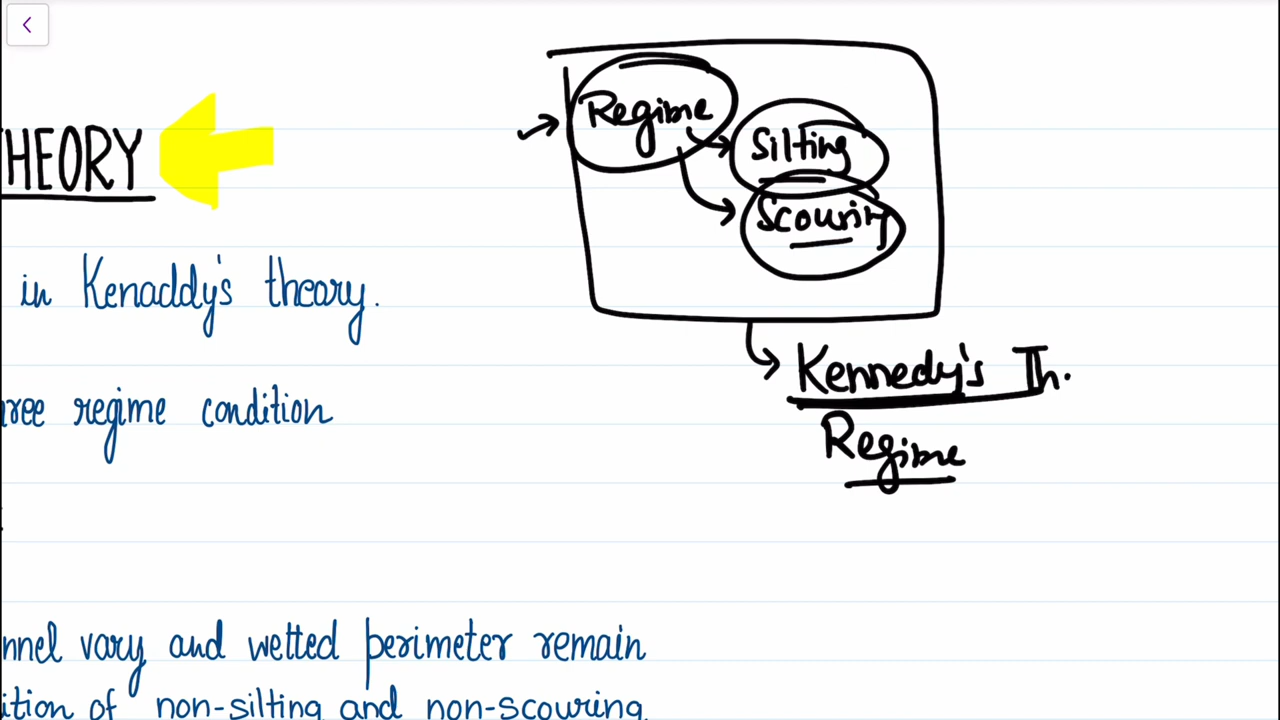 HEORY
in Kenaddy's theory.
ree regime condition
nnel vary and wetted perimeter remain
ition of non-silting and non-scouring.
Regime
Silting
Scouring
Kennedy's Th.
Regime